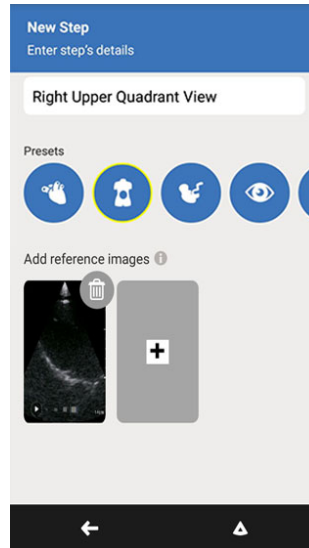 New Step
Enter step's details
Right Upper Quadrant View
Presets
Add reference images